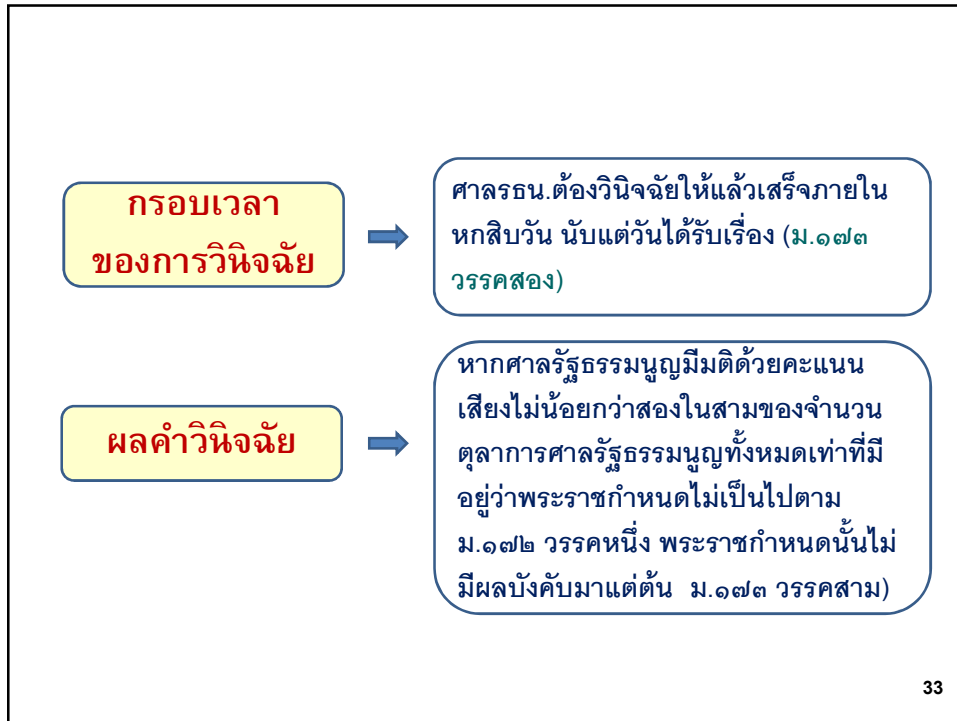 กรอบเวลา
ของการวินิจฉัย
ศาลรธน.ต้องวินิจฉัยให้แล้วเสร็จภายใน
หกสิบวัน นับแต่วันได้รับเรื่อง (ม.๑๗๓
วรรคสอง)
ผลคำวินิจฉัย
หากศาลรัฐธรรมนูญมีมติด้วยคะแนน
เสียงไม่น้อยกว่าสองในสามของจำนวน
ตุลาการศาลรัฐธรรมนูญทั้งหมดเท่าที่มี
อยู่ว่าพระราชกำหนดไม่เป็นไปตาม
ม.๑๗๒ วรรคหนึ่ง พระราชกำหนดนั้นไม่
มีผลบังคับมาแต่ต้น ม.๑๗๓ วรรคสาม)
33